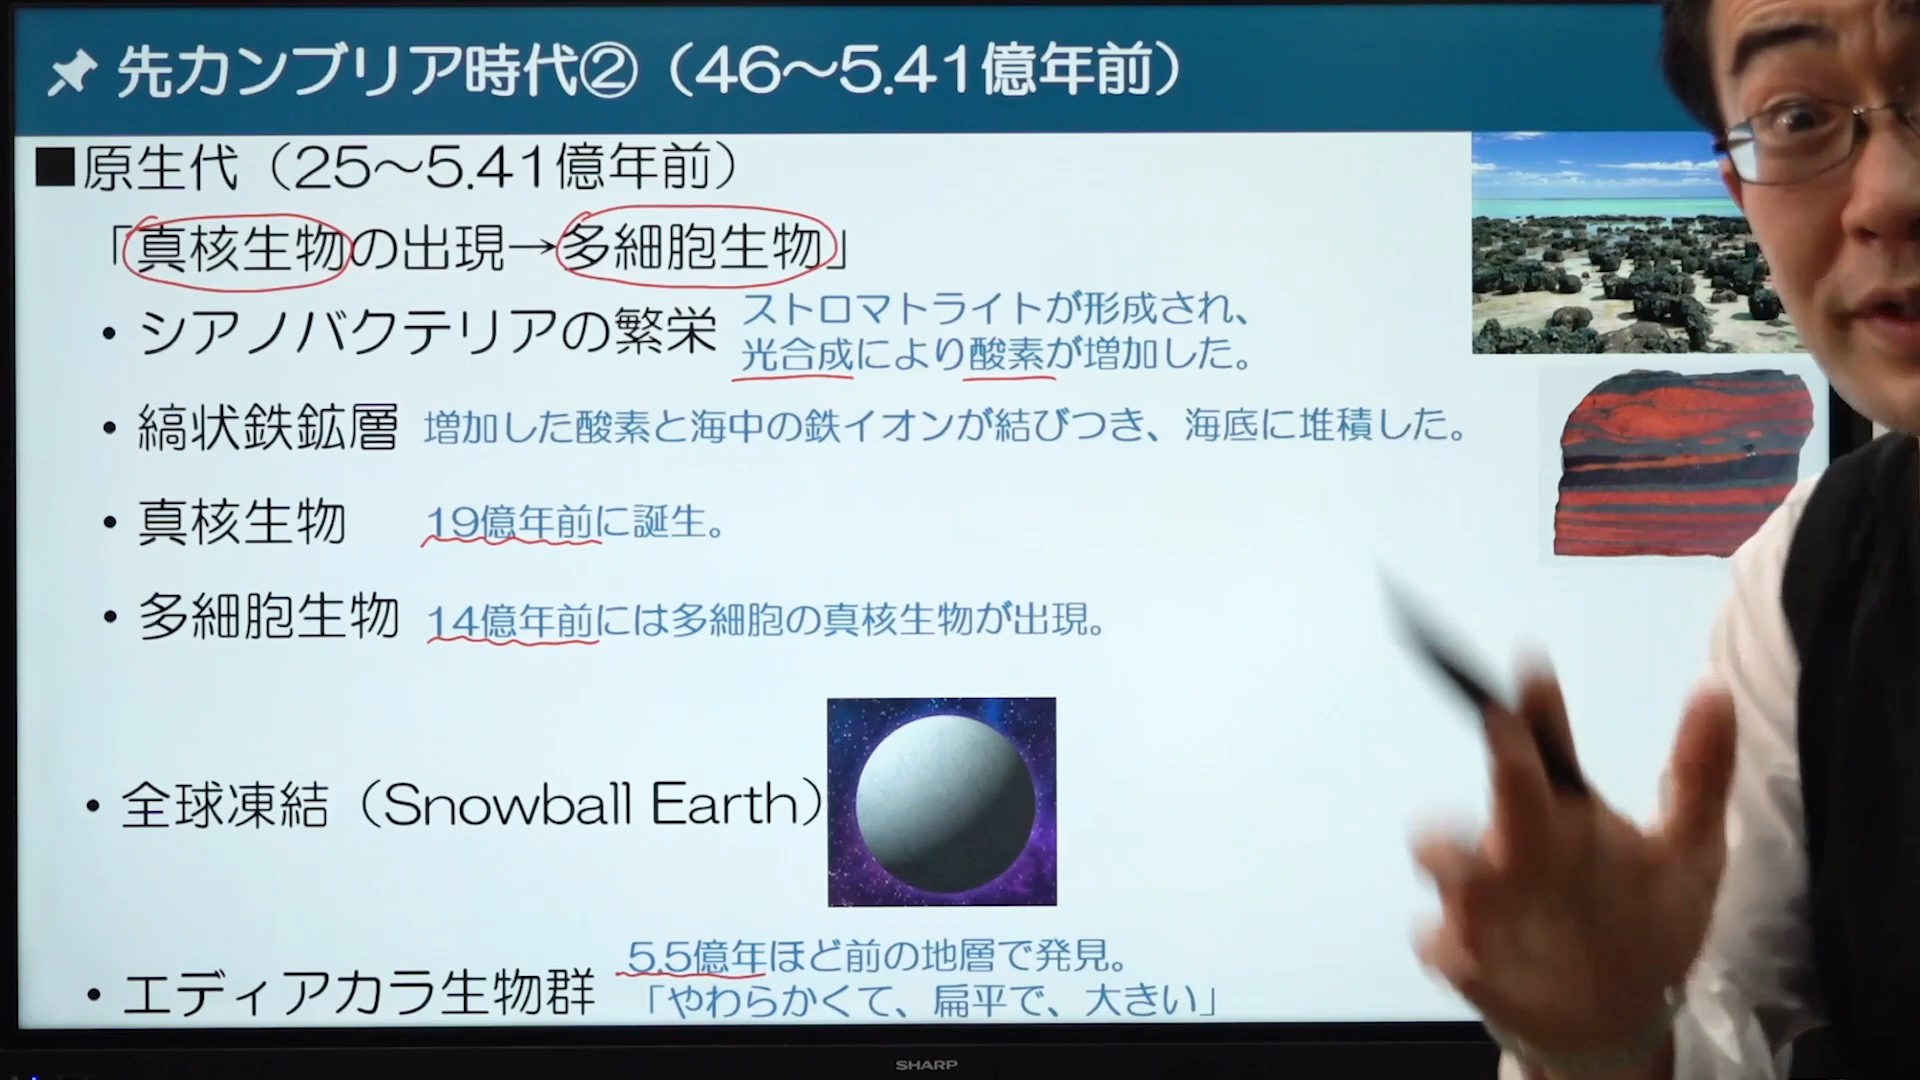 先カンブリア時代②（46～5.41億年前）
■原生代（25～5.41億年前）
「真核生物の出現→多細胞生物」
・シアノバクテリアの繁栄
ストロマトライトが形成され、
光合成により酸素が増加した。
・縞状鉄鉱層 増加した酸素と海中の鉄イオンが結びつき、海底に堆積した。
・真核生物 19億年前に誕生。
・多細胞生物 14億年前には多細胞の真核生物が出現。
・全球凍結（Snowball Earth）
・エディアカラ生物群
5.5億年ほど前の地層で発見。
「やわらかくて、扁平で、大きい」
SHARP